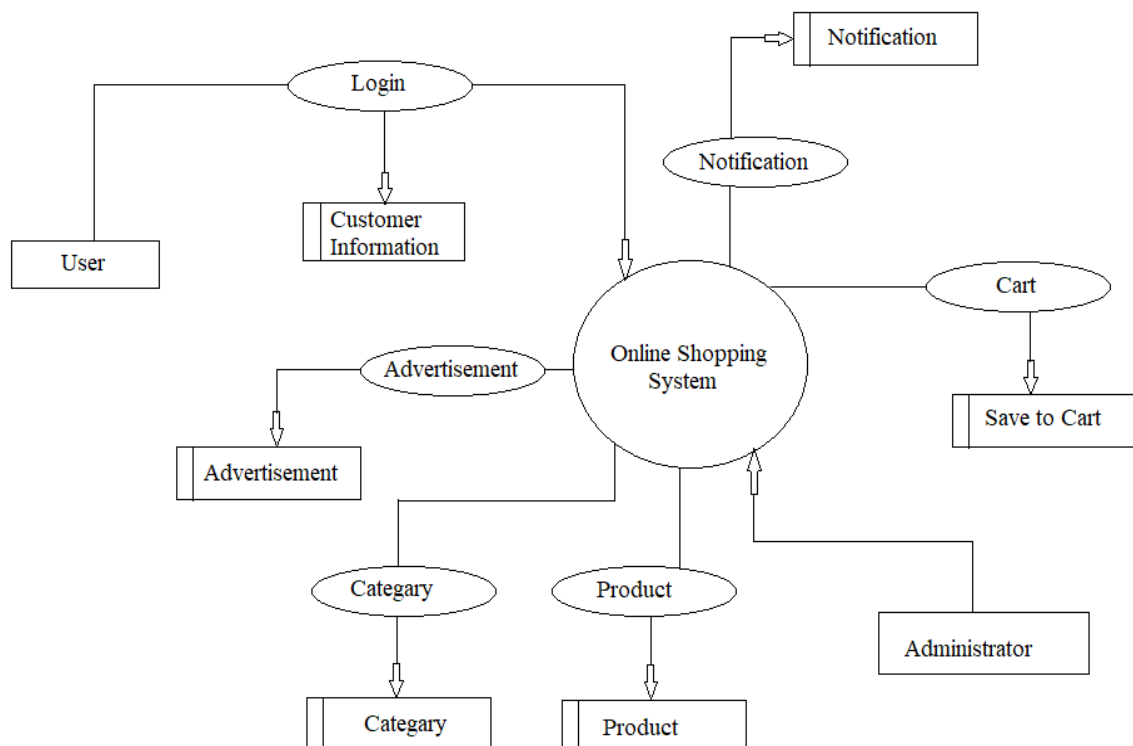 Notification
Login
Notification
Customer
Information
User
Cart
Online Shopping
System
Advertisement
Save to Cart
Advertisement
Categary
Product
Administrator
Categary
Product